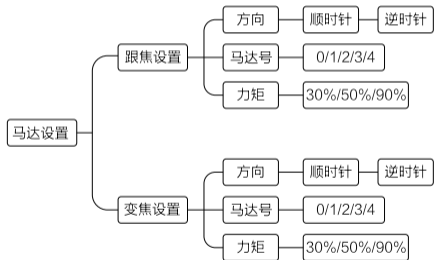 方向 顺时针 逆时针
跟焦设置 马达号 0/1/2/3/4
力矩 30%/50%/90%
马达设置
方向 顺时针 逆时针
变焦设置 马达号 0/1/2/3/4
力矩 30%/50%/90%